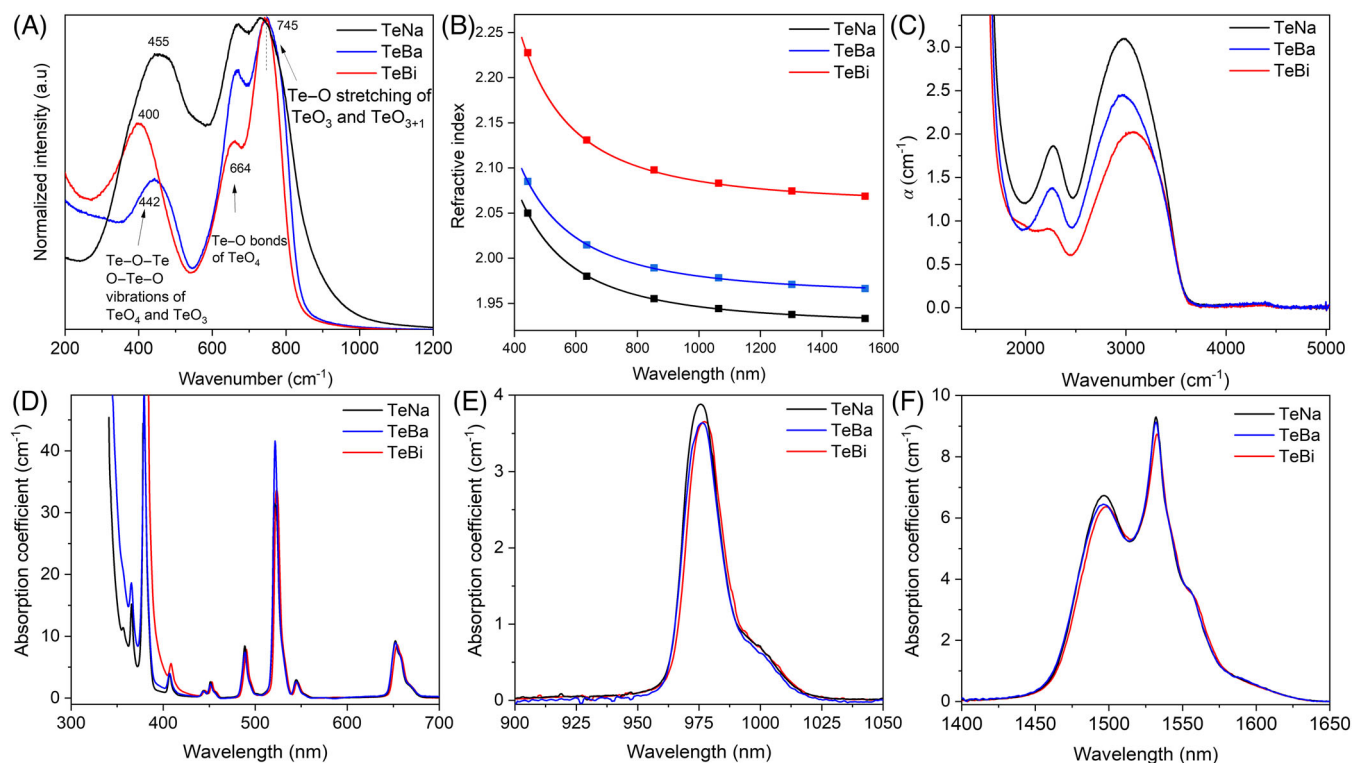 (A)
455
745
TeNa
TeBa
TeBi
400
Te–O stretching of
TeO3 and TeO3+1
664
442
Te–O bonds
of TeO4
Te–O–Te
O–Te–O
vibrations of
TeO4 and TeO3
Normalized intensity (a.u)
200 400 600 800 1000 1200
Wavenumber (cm-1)
(B)
TeNa
TeBa
TeBi
2.25
2.20
2.15
2.10
2.05
2.00
1.95
Refractive index
400 600 800 1000 1200 1400 1600
Wavelength (nm)
(C)
TeNa
TeBa
TeBi
3.0
2.5
2.0
1.5
1.0
0.5
0.0
α (cm-1)
2000 3000 4000 5000
Wavenumber (cm-1)
(D)
TeNa
TeBa
TeBi
40
30
20
10
0
Absorption coefficient (cm-1)
300 400 500 600 700
Wavelength (nm)
(E)
TeNa
TeBa
TeBi
4
3
2
1
0
Absorption coefficient (cm-1)
900 925 950 975 1000 1025 1050
Wavelength (nm)
(F)
TeNa
TeBa
TeBi
10
8
6
4
2
0
Absorption coefficient (cm-1)
1400 1450 1500 1550 1600 1650
Wavelength (nm)